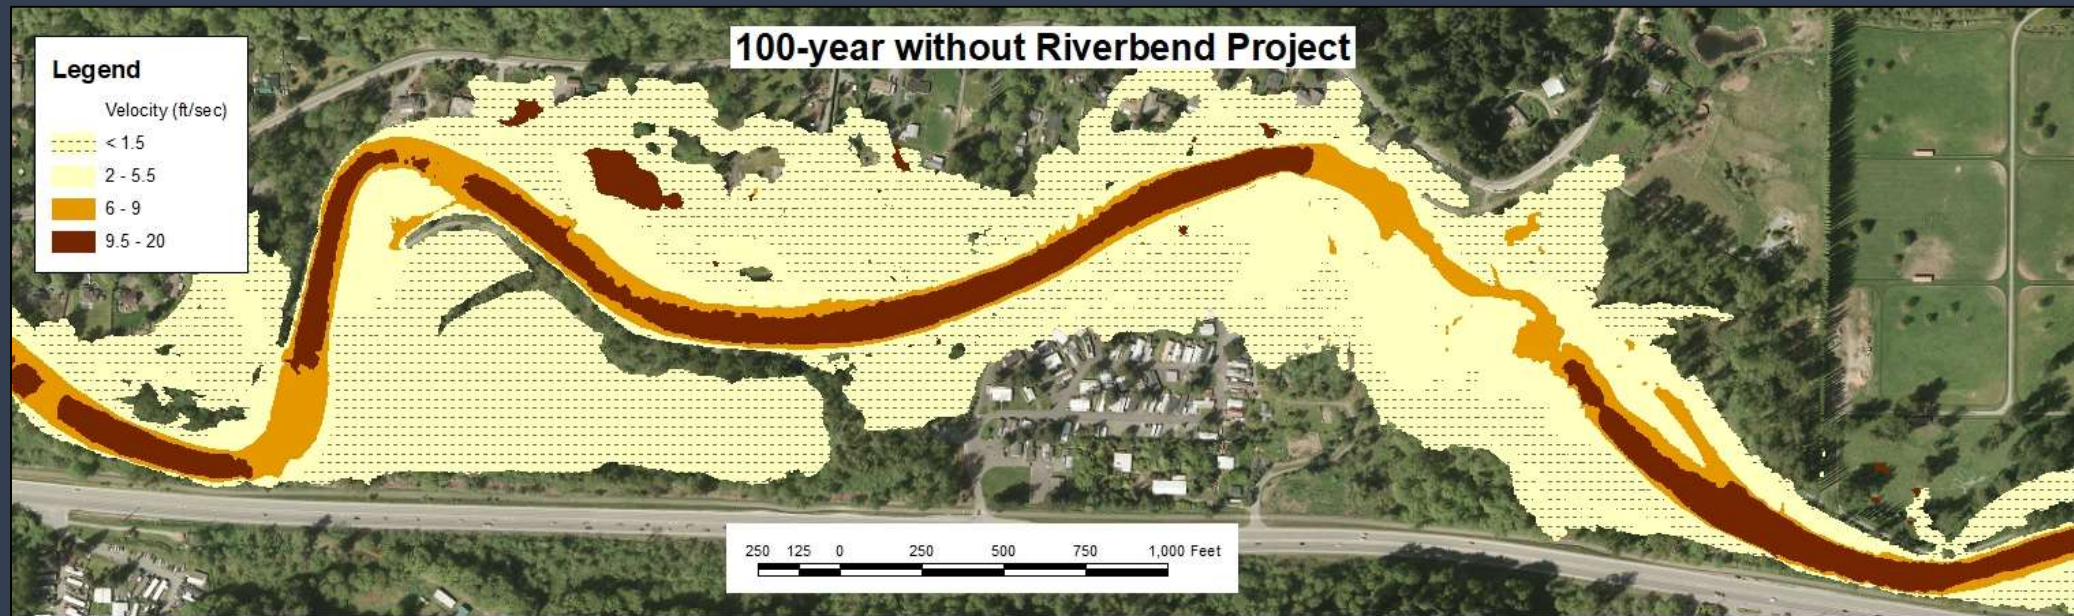 100-year without Riverbend Project
Legend
Velocity (ft/sec)
< 1.5
2 - 5.5
6 - 9
9.5 - 20
250 125 0 250 500 750 1,000 Feet